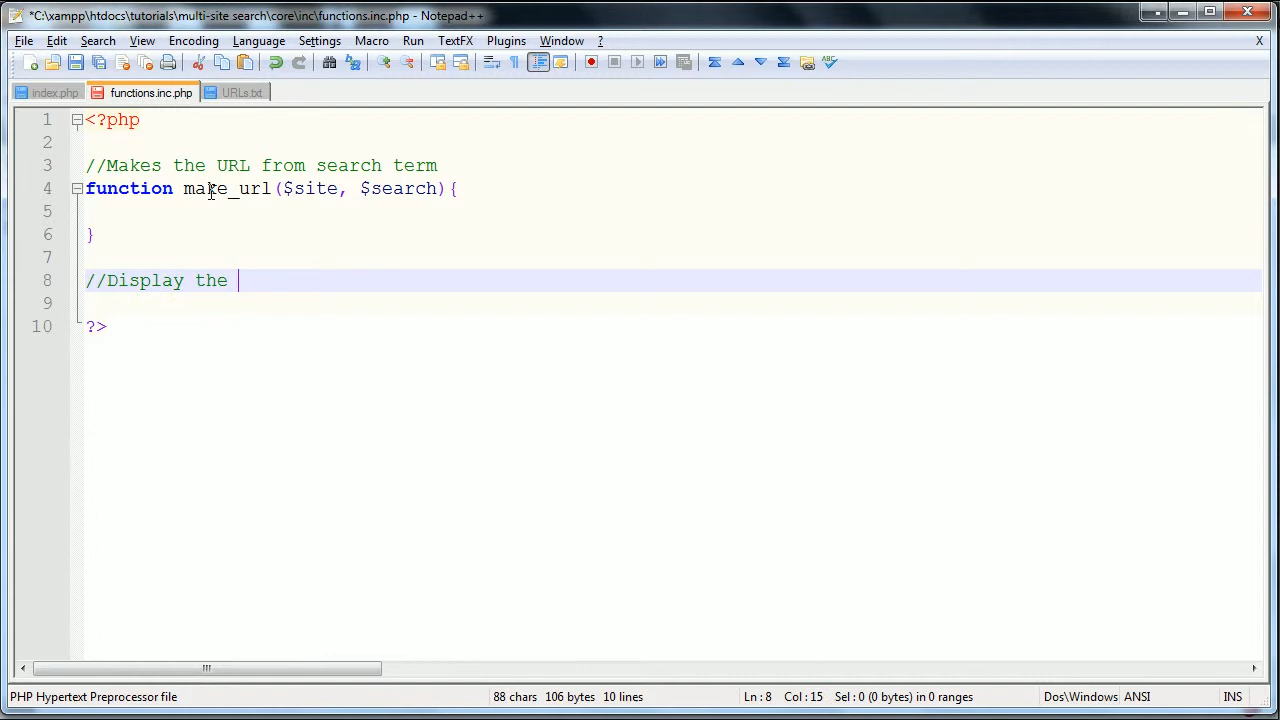 *C:\xampp\htdocs\tutorials\multi-site search\core\inc\functions.inc.php - Notepad++
File Edit Search View Encoding Language Settings Macro Run TextFX Plugins Window ? X
index.php functions.inc.php URLs.txt
1 <?php
2
3 //Makes the URL from search term
4 function make_url($site, $search){
5
6 }
7
8 //Display the
9
10 ?>
PHP Hypertext Preprocessor file 88 chars 106 bytes 10 lines Ln : 8 Col : 15 Sel : 0 (0 bytes) in 0 ranges Dos\Windows ANSI INS